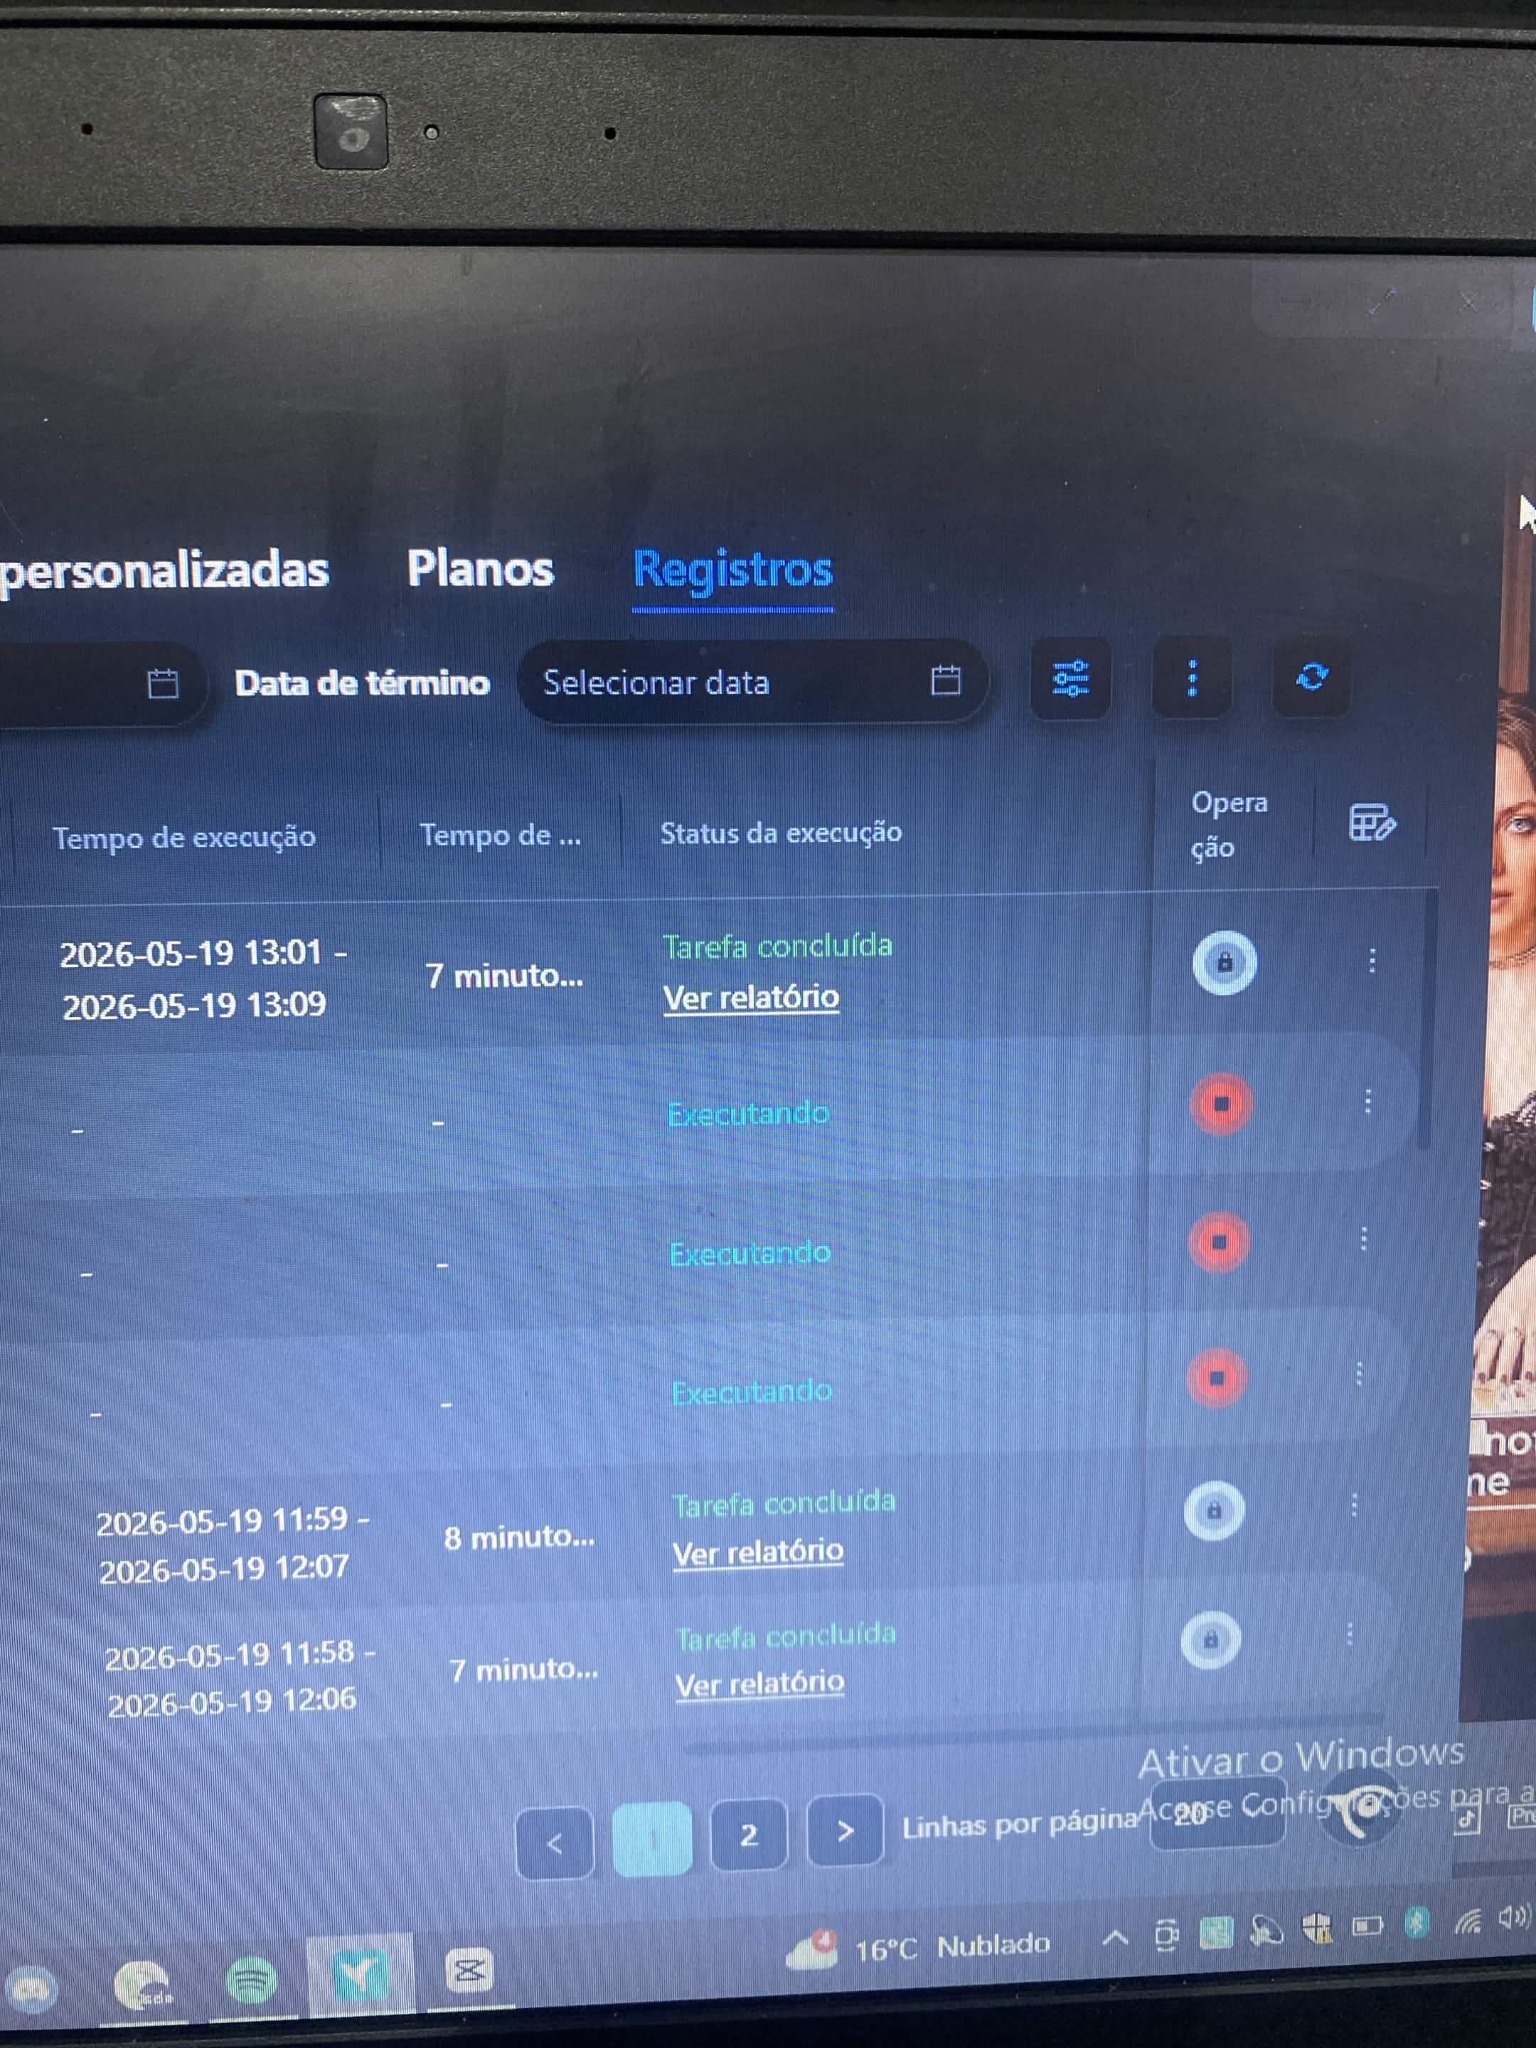 personalizadas Planos Registros
Data de término Selecionar data
Tempo de execução Tempo de ... Status da execução Opera
ção
2026-05-19 13:01 -
2026-05-19 13:09
7 minuto...
Tarefa concluída
Ver relatório
- - Executando
- - Executando
- - Executando
2026-05-19 11:59 -
2026-05-19 12:07
8 minuto...
Tarefa concluída
Ver relatório
2026-05-19 11:58 -
2026-05-19 12:06
7 minuto...
Tarefa concluída
Ver relatório
Ativar o Windows
Acesse Configurações para a
< 1 2 > Linhas por página 20
4 16°C Nublado